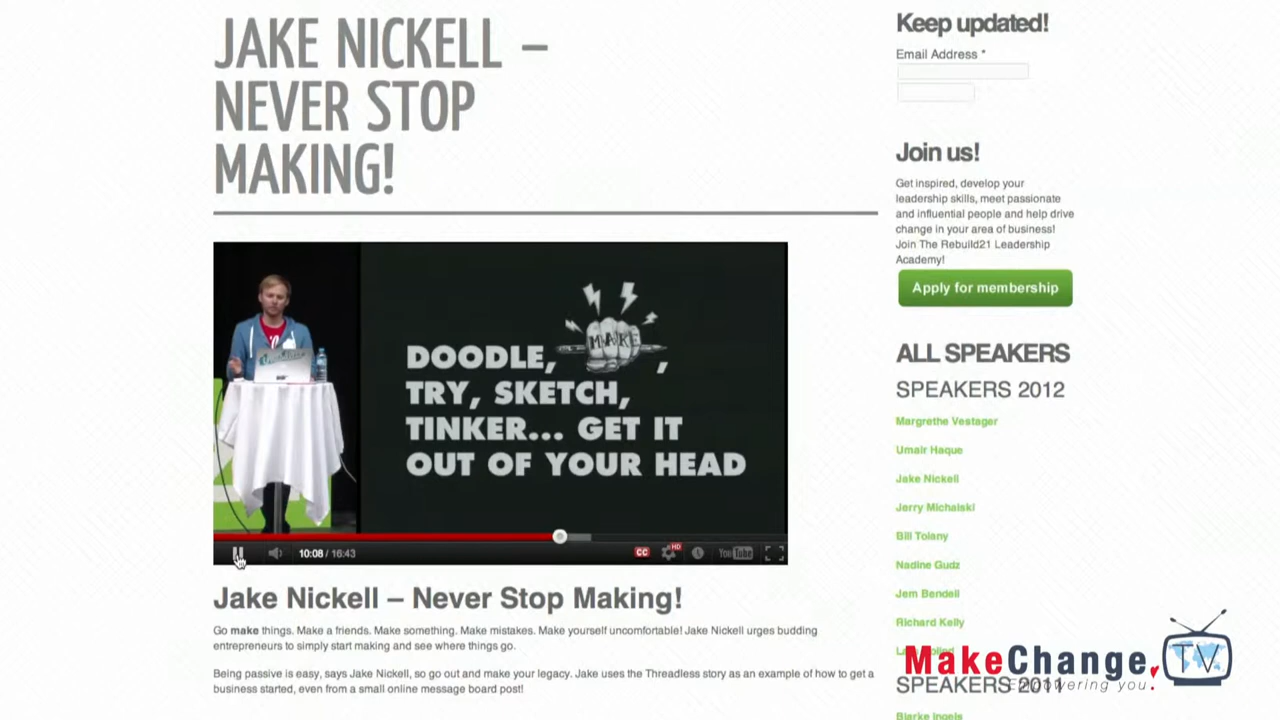 JAKE NICKELL –
NEVER STOP
MAKING!
DOODLE, MAKE,
TRY, SKETCH,
TINKER... GET IT
OUT OF YOUR HEAD
10:08 / 16:43
CC
HD
YouTube
Jake Nickell – Never Stop Making!
Go make things. Make a friends. Make something. Make mistakes. Make yourself uncomfortable! Jake Nickell urges budding
entrepreneurs to simply start making and see where things go.
Being passive is easy, says Jake Nickell, so go out and make your legacy. Jake uses the Threadless story as an example of how to get a
business started, even from a small online message board post!
Keep updated!
Email Address *
Join us!
Get inspired, develop your
leadership skills, meet passionate
and influential people and help drive
change in your area of business!
Join The Rebuild21 Leadership
Academy!
Apply for membership
ALL SPEAKERS
SPEAKERS 2012
Margrethe Vestager
Umair Haque
Jake Nickell
Jerry Michalski
Bill Tolany
Nadine Gudz
Jem Bendell
Richard Kelly
MakeChange! TV
Empowering you
SPEAKERS 2011
Bjarke Ingels